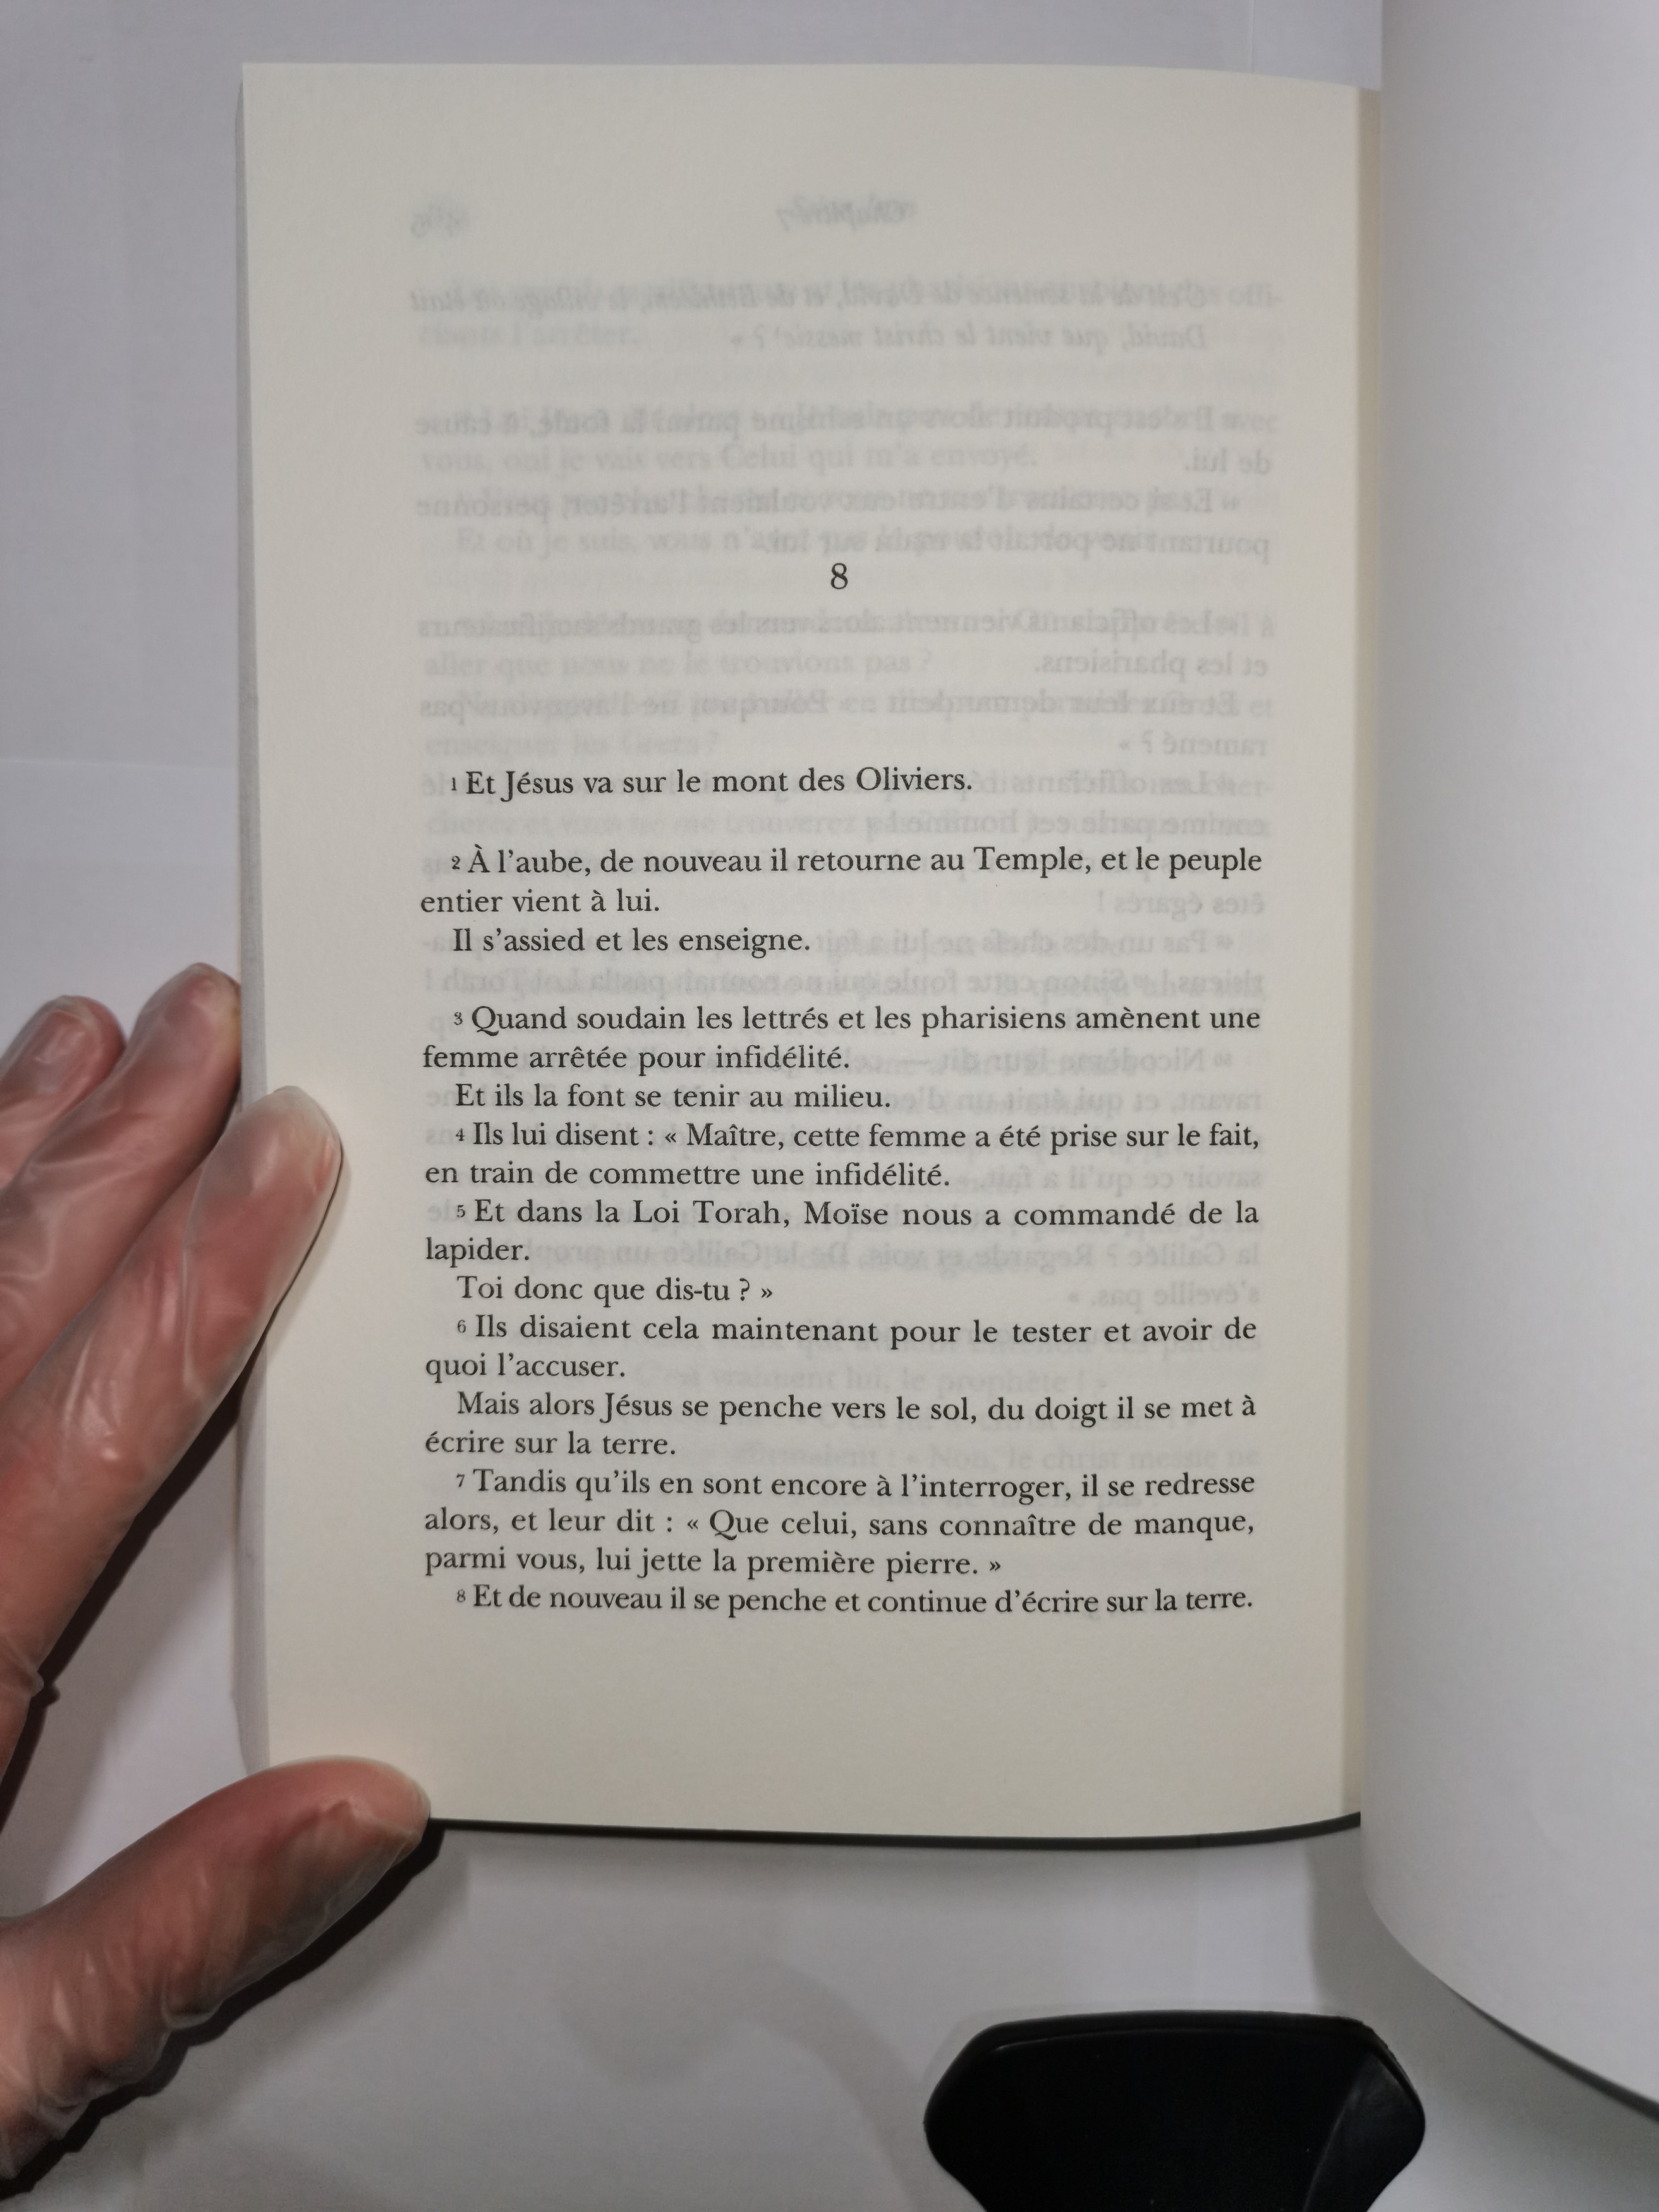 8
1 Et Jésus va sur le mont des Oliviers.
2 À l'aube, de nouveau il retourne au Temple, et le peuple
entier vient à lui.
Il s'assied et les enseigne.
3 Quand soudain les lettrés et les pharisiens amènent une
femme arrêtée pour infidélité.
Et ils la font se tenir au milieu.
4 Ils lui disent : « Maître, cette femme a été prise sur le fait,
en train de commettre une infidélité.
5 Et dans la Loi Torah, Moïse nous a commandé de la
lapider.
Toi donc que dis-tu ? »
6 Ils disaient cela maintenant pour le tester et avoir de
quoi l'accuser.
Mais alors Jésus se penche vers le sol, du doigt il se met à
écrire sur la terre.
7 Tandis qu'ils en sont encore à l'interroger, il se redresse
alors, et leur dit : « Que celui, sans connaître de manque,
parmi vous, lui jette la première pierre. »
8 Et de nouveau il se penche et continue d'écrire sur la terre.